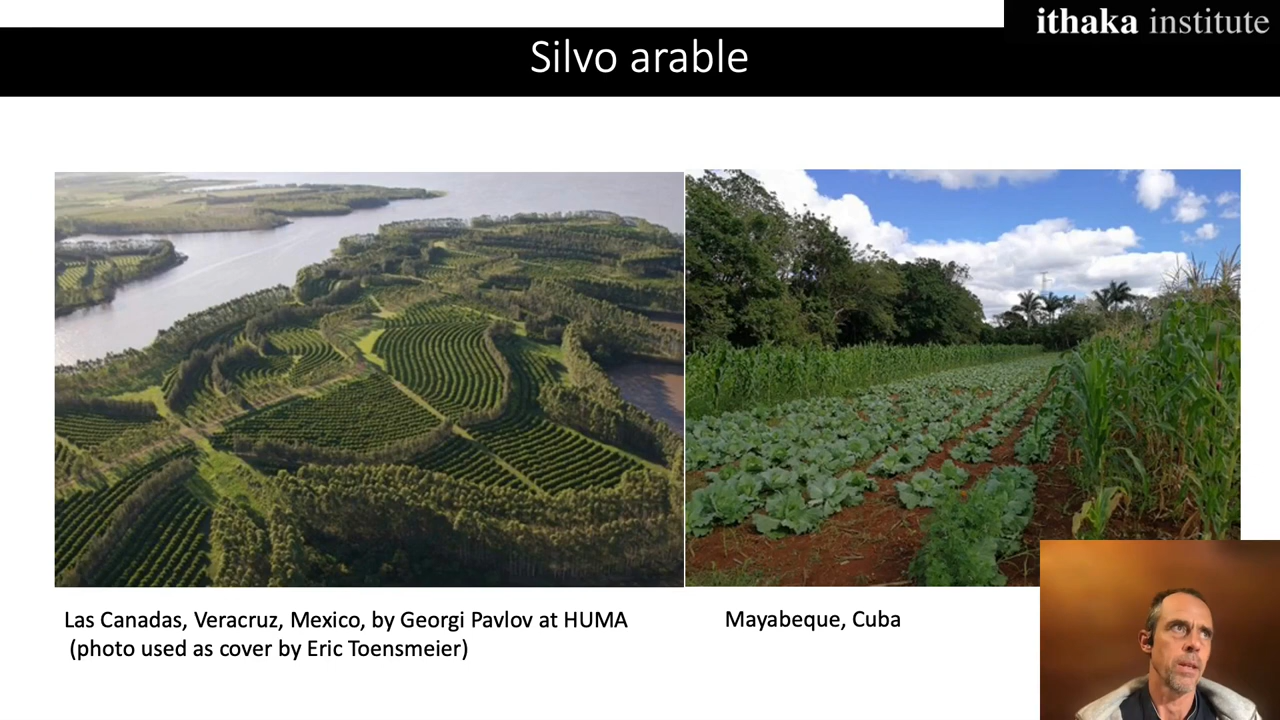 ithaka institute
Silvo arable
Las Canadas, Veracruz, Mexico, by Georgi Pavlov at HUMA
(photo used as cover by Eric Toensmeier)
Mayabeque, Cuba